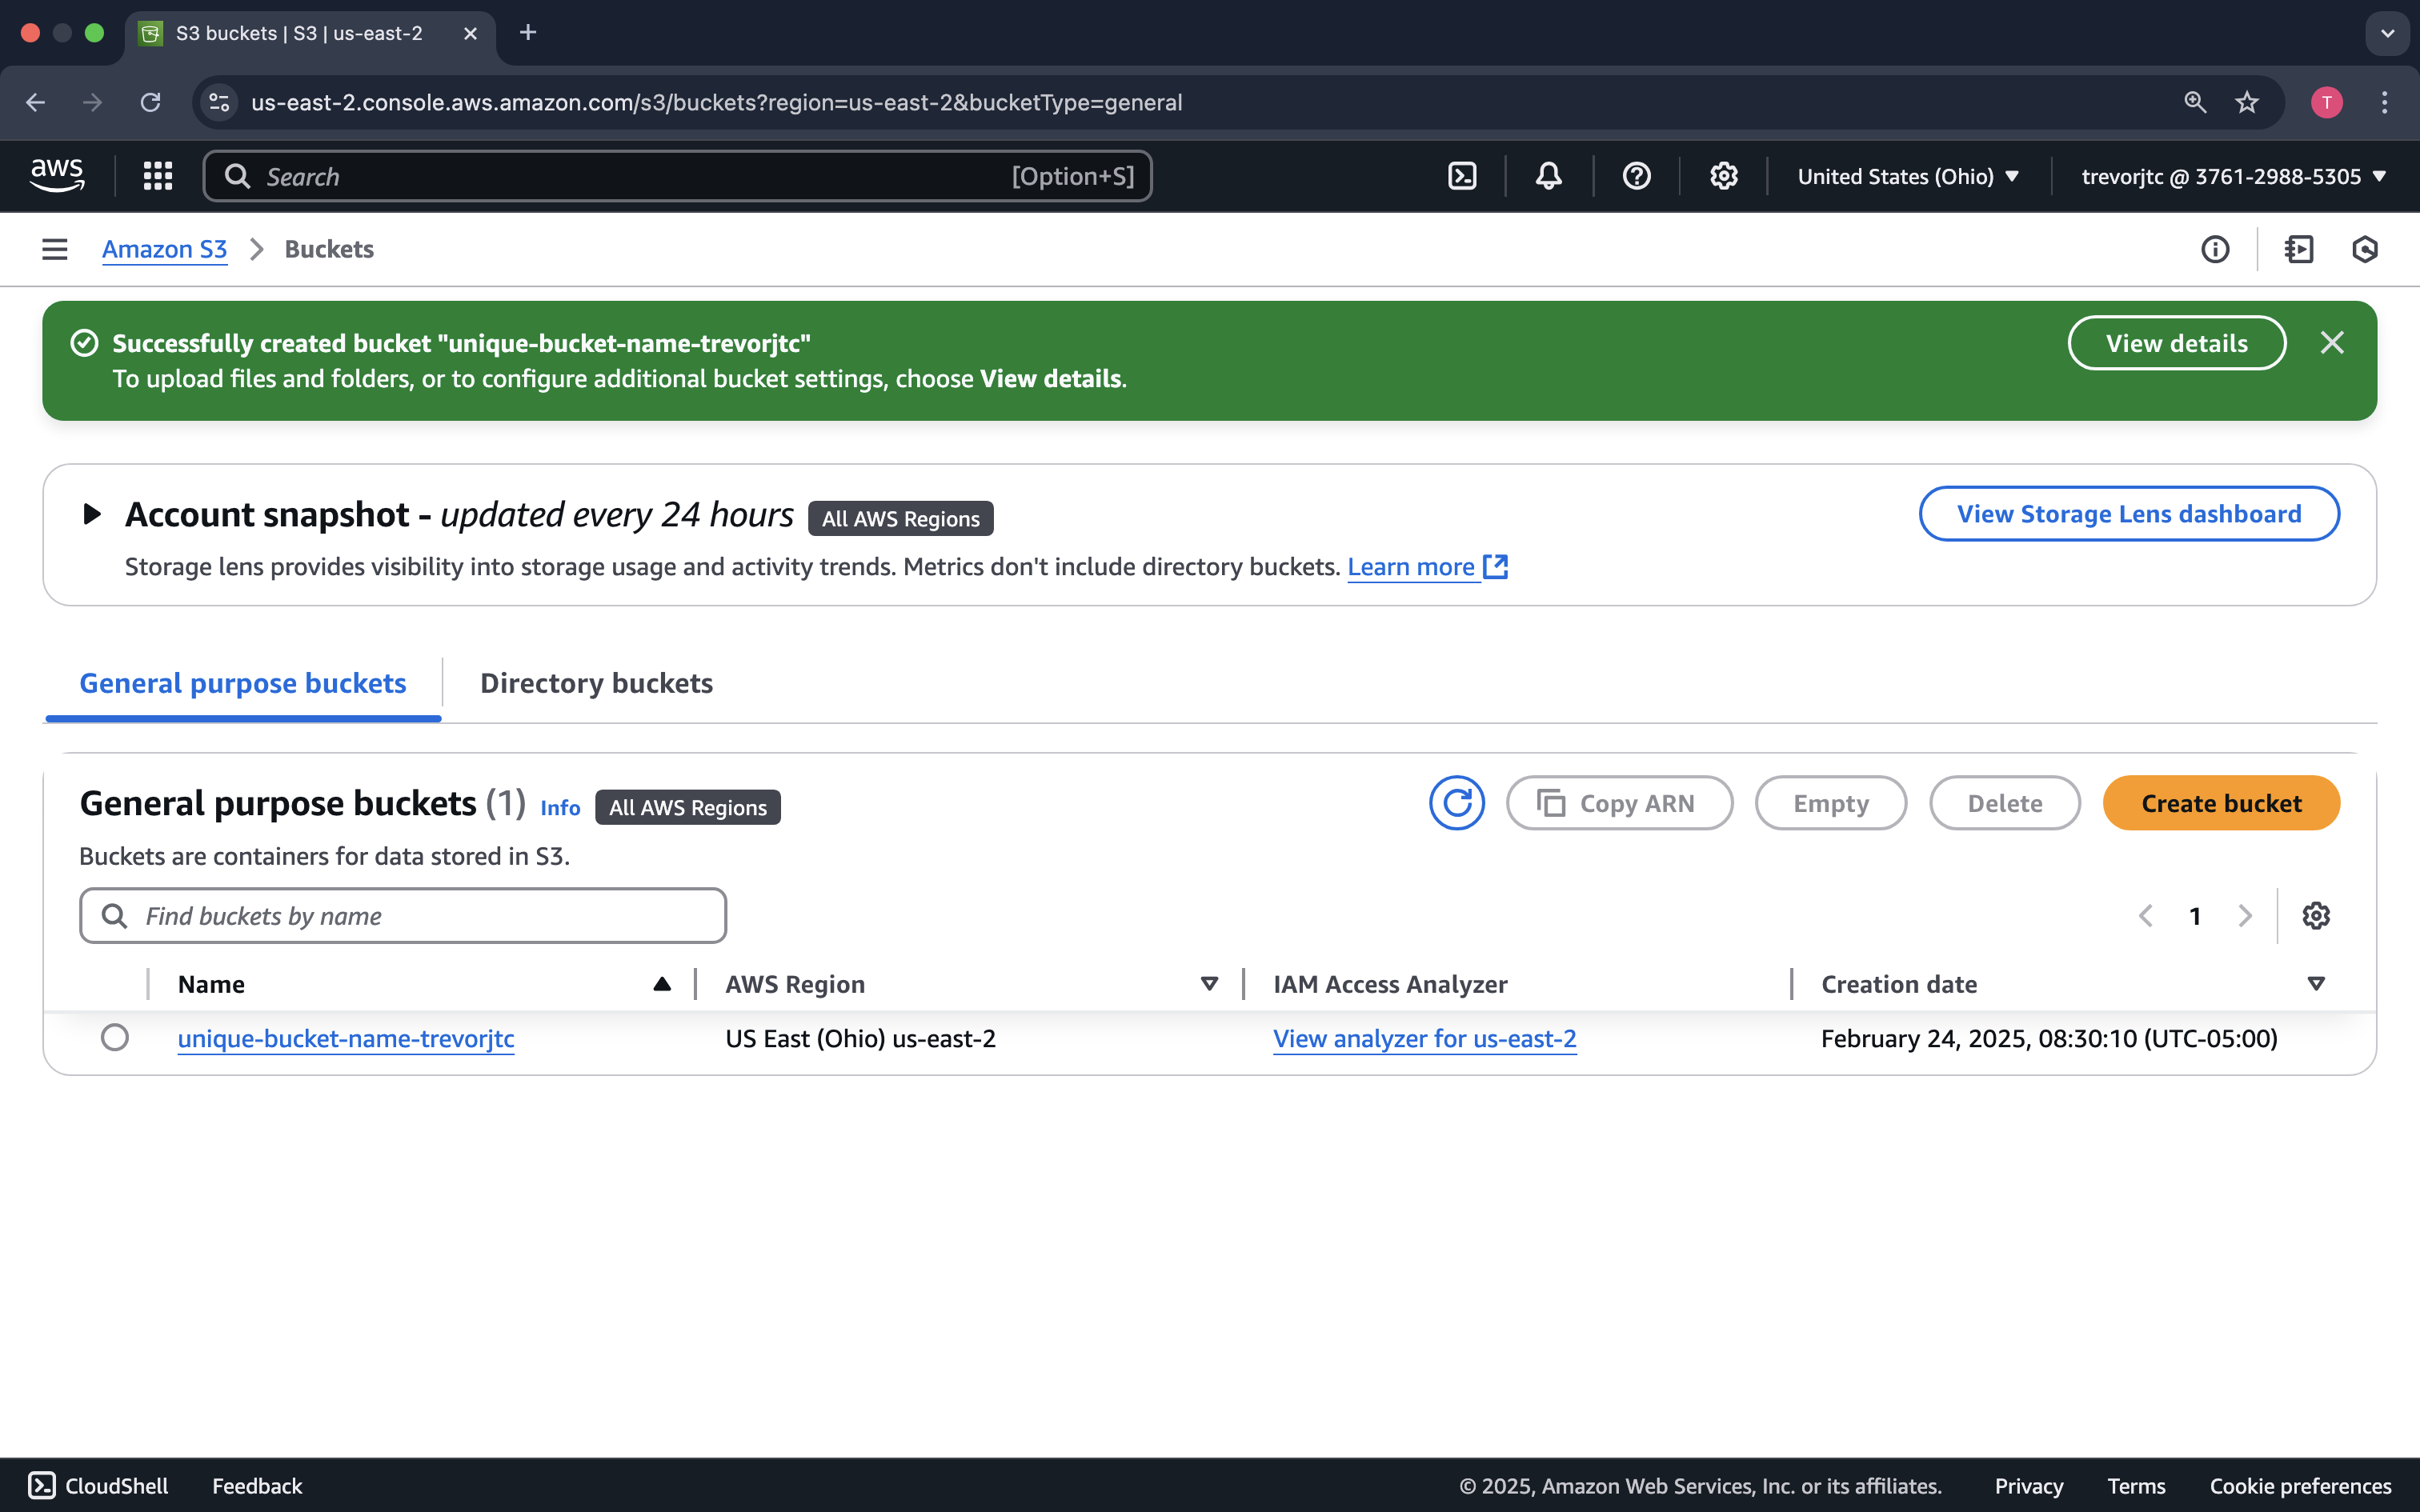 S3 buckets | S3 | us-east-2
us-east-2.console.aws.amazon.com/s3/buckets?region=us-east-2&bucketType=general
T
aws
Search
[Option+S]
United States (Ohio)
trevorjtc @ 3761-2988-5305
Amazon S3
Buckets
Successfully created bucket "unique-bucket-name-trevorjtc"
To upload files and folders, or to configure additional bucket settings, choose View details.
View details
Account snapshot - updated every 24 hours
All AWS Regions
View Storage Lens dashboard
Storage lens provides visibility into storage usage and activity trends. Metrics don't include directory buckets. Learn more
General purpose buckets
Directory buckets
General purpose buckets (1)
Info
All AWS Regions
Copy ARN
Empty
Delete
Create bucket
Buckets are containers for data stored in S3.
Find buckets by name
1
Name
AWS Region
IAM Access Analyzer
Creation date
unique-bucket-name-trevorjtc
US East (Ohio) us-east-2
View analyzer for us-east-2
February 24, 2025, 08:30:10 (UTC-05:00)
CloudShell
Feedback
© 2025, Amazon Web Services, Inc. or its affiliates.
Privacy
Terms
Cookie preferences